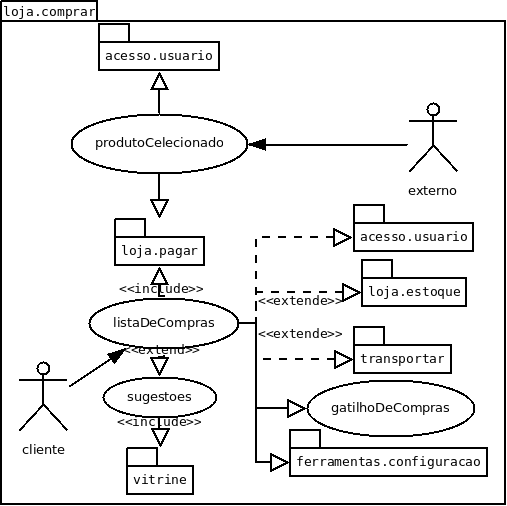 loja.comprar
acesso.usuario
produtoCelecionado
externo
loja.pagar
acesso.usuario
<<include>>
loja.estoque
<<extende>>
listaDeCompras
<<extende>>
<<extend>>
transportar
sugestoes
gatilhoDeCompras
<<include>>
cliente
ferramentas.configuracao
vitrine